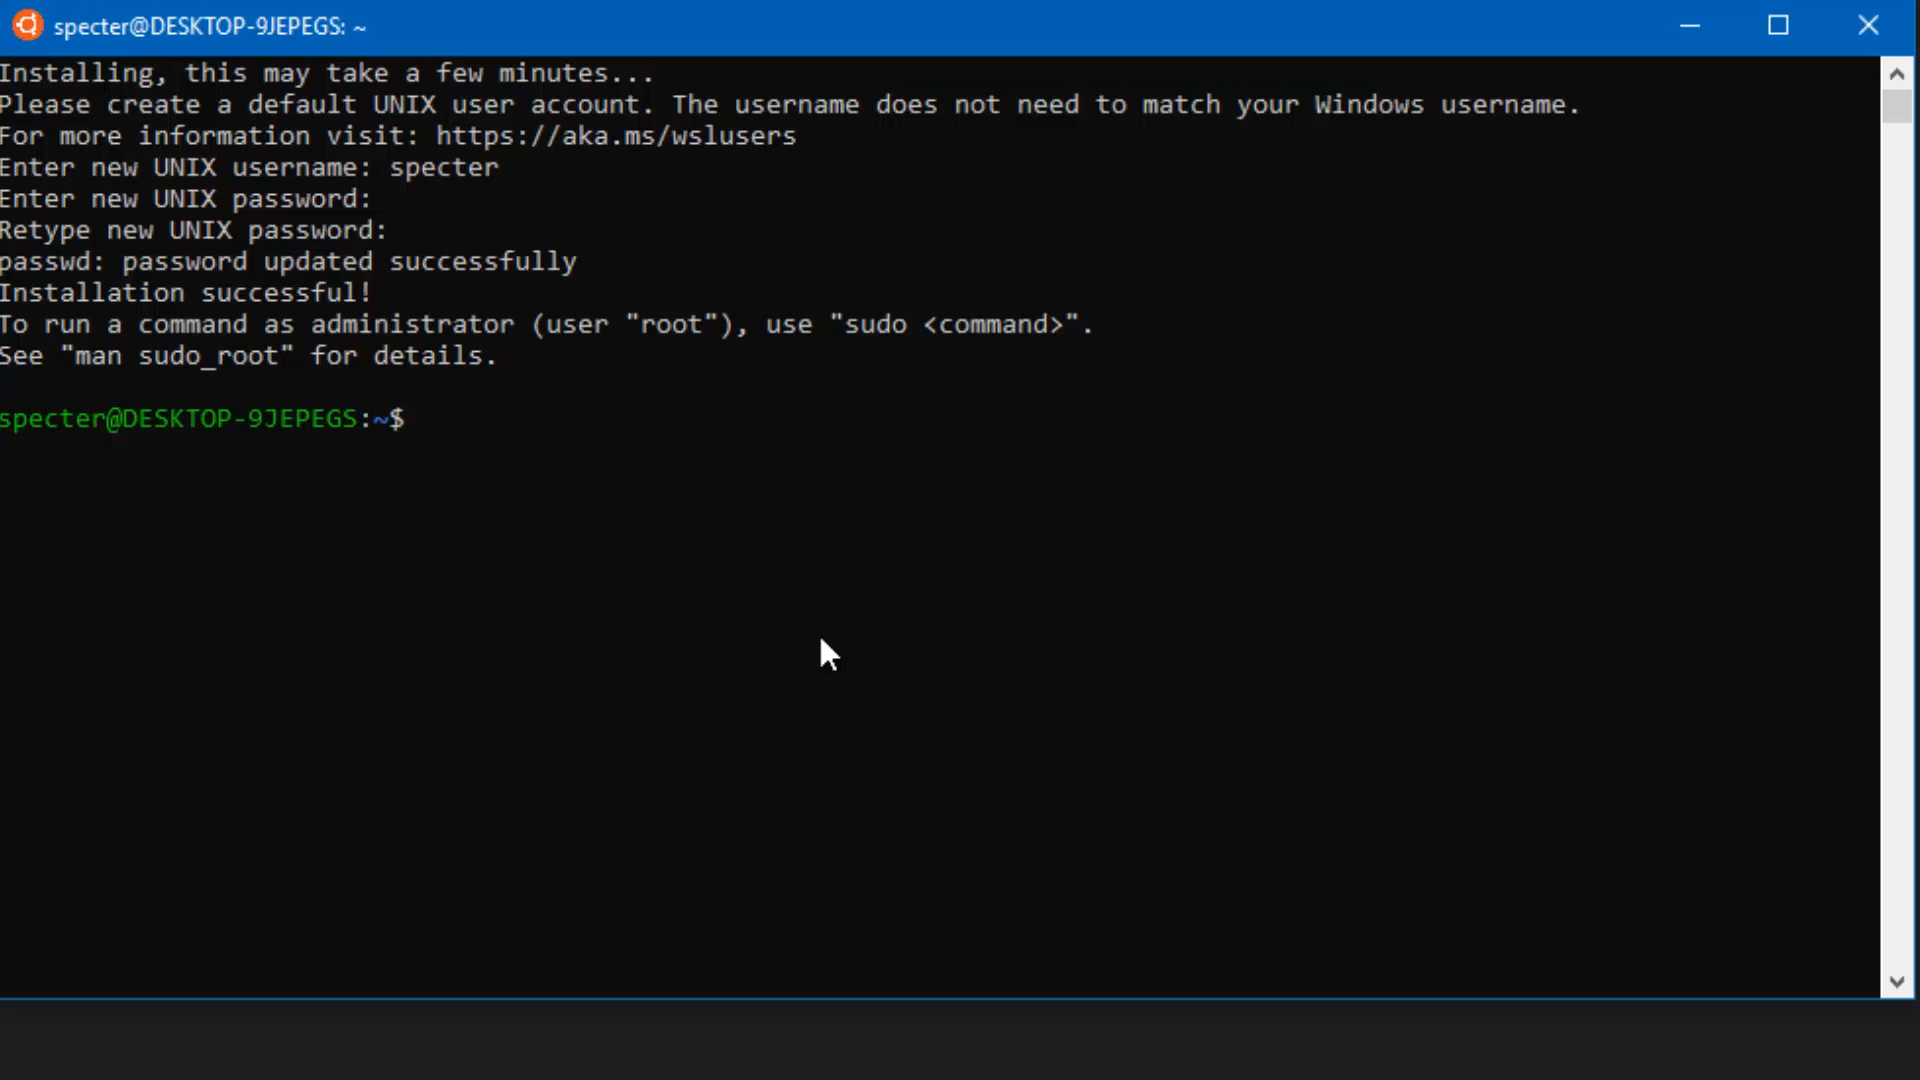 specter@DESKTOP-9JEPEGS: ~
Installing, this may take a few minutes...
Please create a default UNIX user account. The username does not need to match your Windows username.
For more information visit: https://aka.ms/wslusers
Enter new UNIX username: specter
Enter new UNIX password:
Retype new UNIX password:
passwd: password updated successfully
Installation successful!
To run a command as administrator (user "root"), use "sudo <command>".
See "man sudo_root" for details.
specter@DESKTOP-9JEPEGS:~$